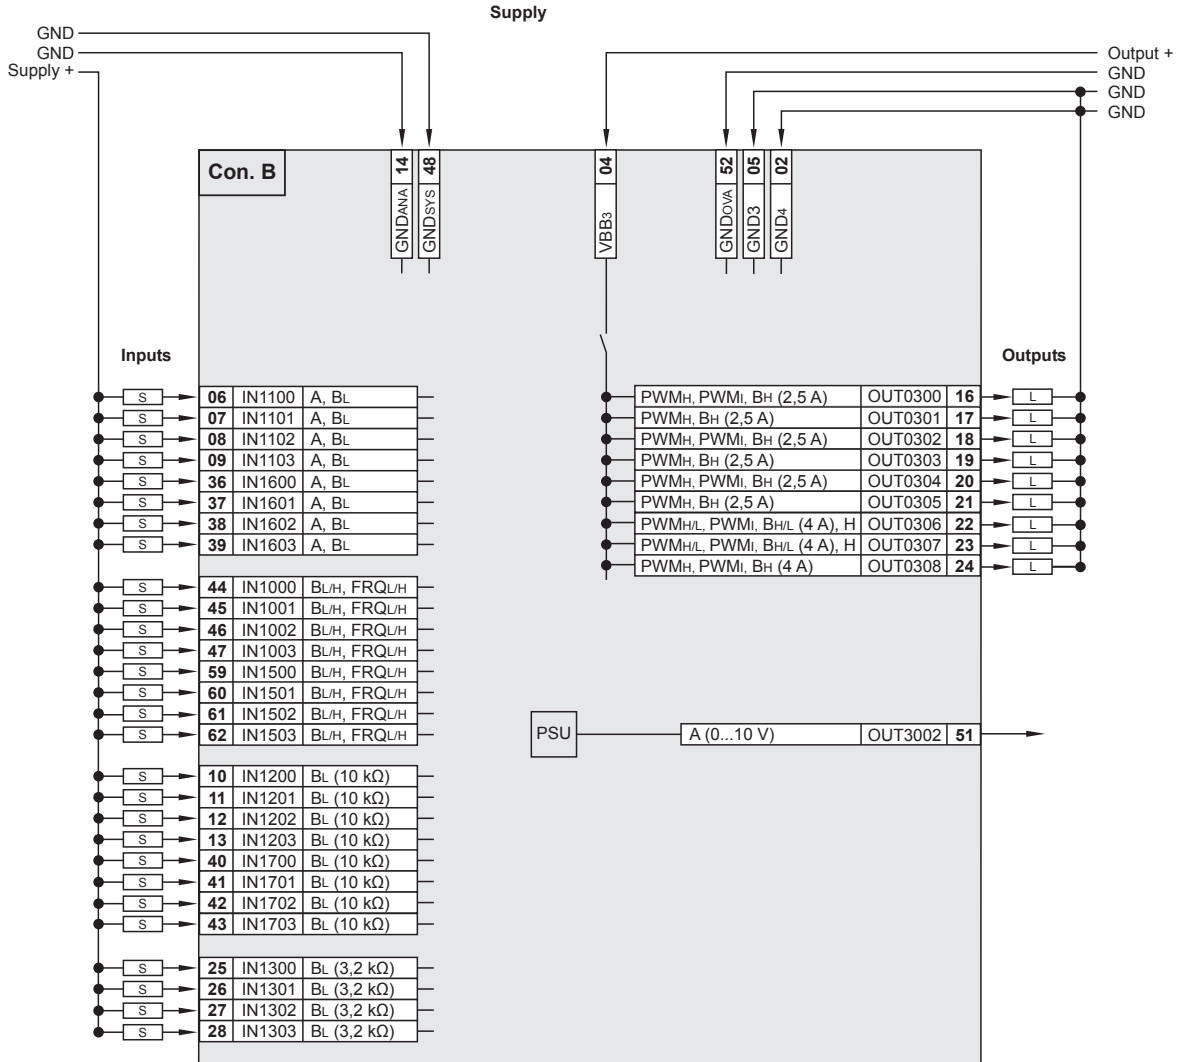 Supply
GND
GND
Supply +
Output +
GND
GND
GND
Con. B
14 GNDANA
48 GNDSYS
04 VBB3
52 GNDOVA
05 GND3
02 GND4
Inputs
Outputs
S 06 IN1100 A, BL
S 07 IN1101 A, BL
S 08 IN1102 A, BL
S 09 IN1103 A, BL
S 36 IN1600 A, BL
S 37 IN1601 A, BL
S 38 IN1602 A, BL
S 39 IN1603 A, BL
PWMH, PWMI, BH (2,5 A) OUT0300 16 L
PWMH, BH (2,5 A) OUT0301 17 L
PWMH, PWMI, BH (2,5 A) OUT0302 18 L
PWMH, BH (2,5 A) OUT0303 19 L
PWMH, PWMI, BH (2,5 A) OUT0304 20 L
PWMH, BH (2,5 A) OUT0305 21 L
PWMH/L, PWMI, BH/L (4 A), H OUT0306 22 L
PWMH/L, PWMI, BH/L (4 A), H OUT0307 23 L
PWMH, PWMI, BH (4 A) OUT0308 24 L
S 44 IN1000 BL/H, FRQL/H
S 45 IN1001 BL/H, FRQL/H
S 46 IN1002 BL/H, FRQL/H
S 47 IN1003 BL/H, FRQL/H
S 59 IN1500 BL/H, FRQL/H
S 60 IN1501 BL/H, FRQL/H
S 61 IN1502 BL/H, FRQL/H
S 62 IN1503 BL/H, FRQL/H
PSU A (0...10 V) OUT3002 51
S 10 IN1200 BL (10 kΩ)
S 11 IN1201 BL (10 kΩ)
S 12 IN1202 BL (10 kΩ)
S 13 IN1203 BL (10 kΩ)
S 40 IN1700 BL (10 kΩ)
S 41 IN1701 BL (10 kΩ)
S 42 IN1702 BL (10 kΩ)
S 43 IN1703 BL (10 kΩ)
S 25 IN1300 BL (3,2 kΩ)
S 26 IN1301 BL (3,2 kΩ)
S 27 IN1302 BL (3,2 kΩ)
S 28 IN1303 BL (3,2 kΩ)